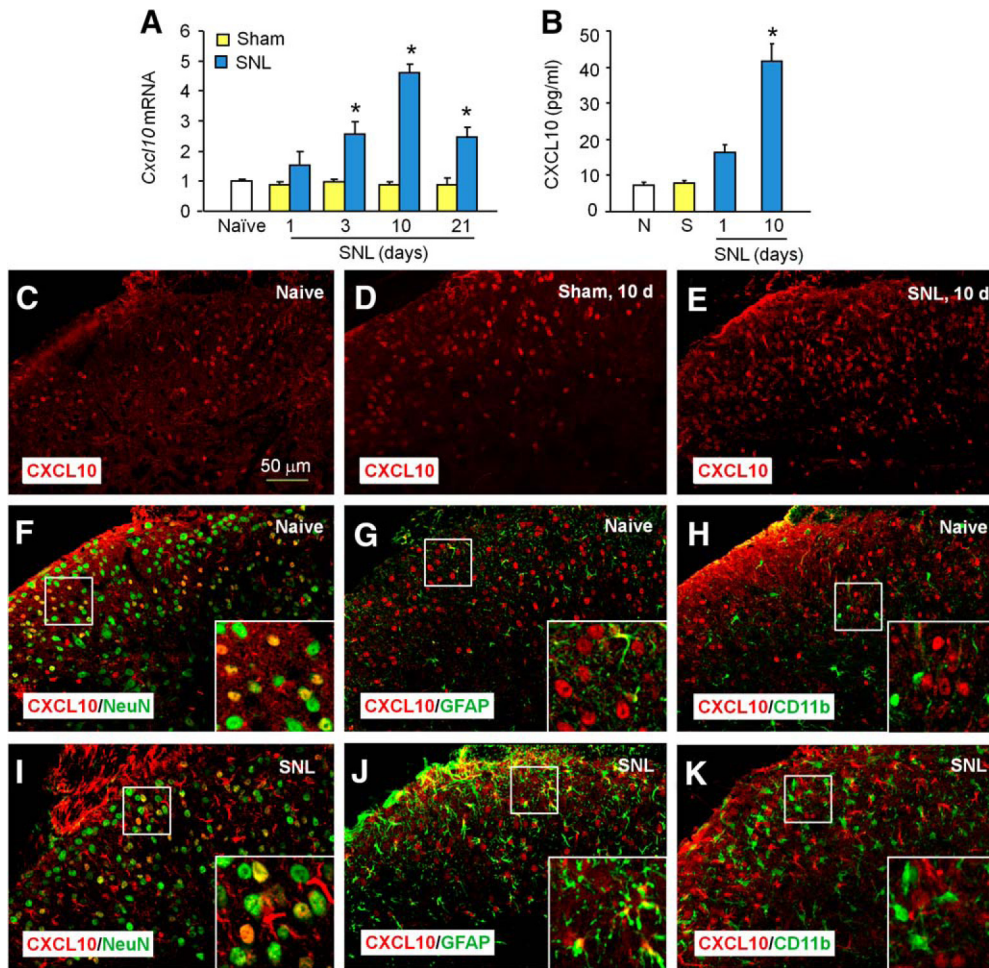 A
Sham
SNL
Cxcl10 mRNA
6
5
4
3
2
1
0
*
*
*
Naïve
1
3
10
21
SNL (days)
B
CXCL10 (pg/ml)
50
40
30
20
10
0
*
N
S
1
10
SNL (days)
C
Naive
CXCL10
50 μm
D
Sham, 10 d
CXCL10
E
SNL, 10 d
CXCL10
F
Naive
CXCL10/NeuN
G
Naive
CXCL10/GFAP
H
Naive
CXCL10/CD11b
I
SNL
CXCL10/NeuN
J
SNL
CXCL10/GFAP
K
SNL
CXCL10/CD11b